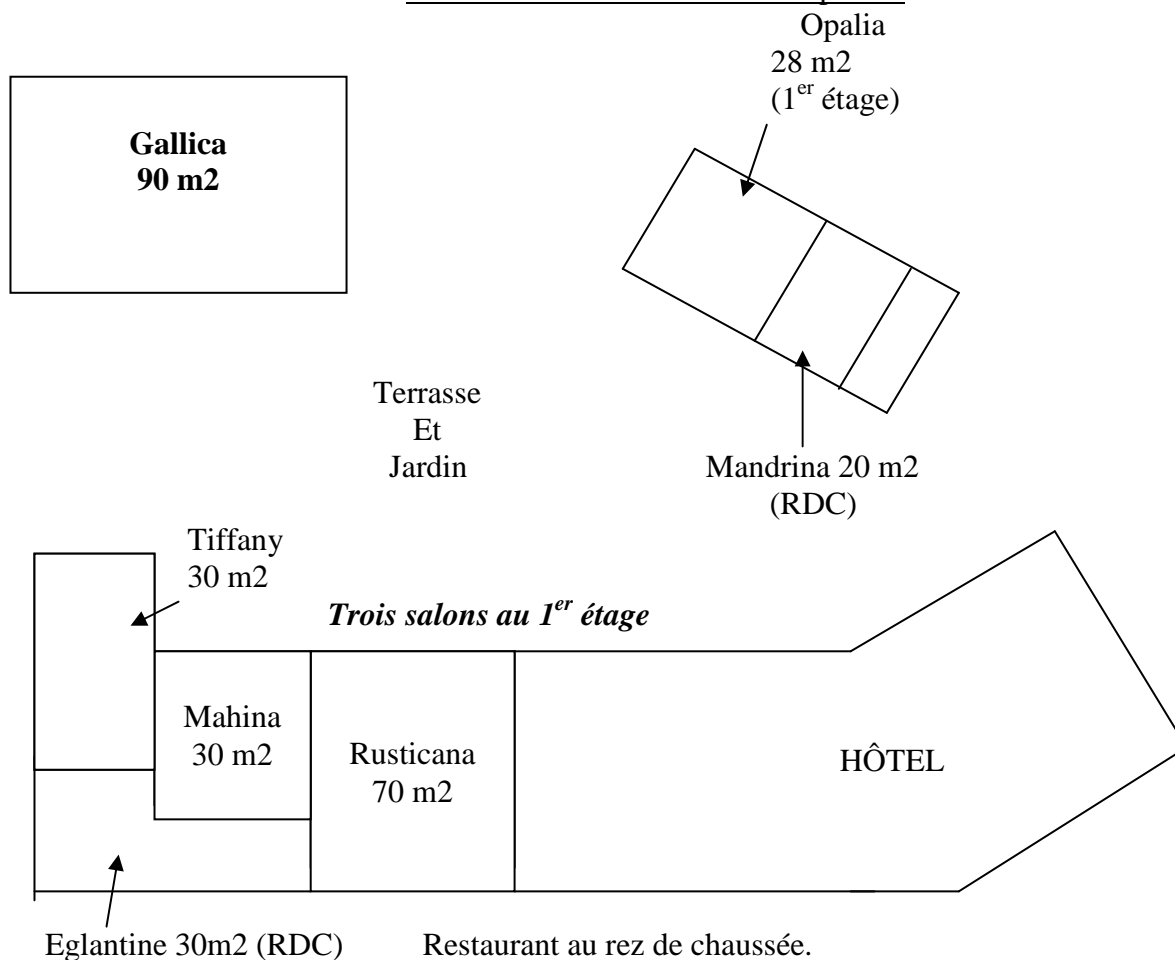 Opalia
28 m2
(1er étage)
Gallica
90 m2
Terrasse
Et
Jardin
Mandrina 20 m2
(RDC)
Tiffany
30 m2
Trois salons au 1er étage
Mahina
30 m2
Rusticana
70 m2
HÔTEL
Eglantine 30m2 (RDC)
Restaurant au rez de chaussée.